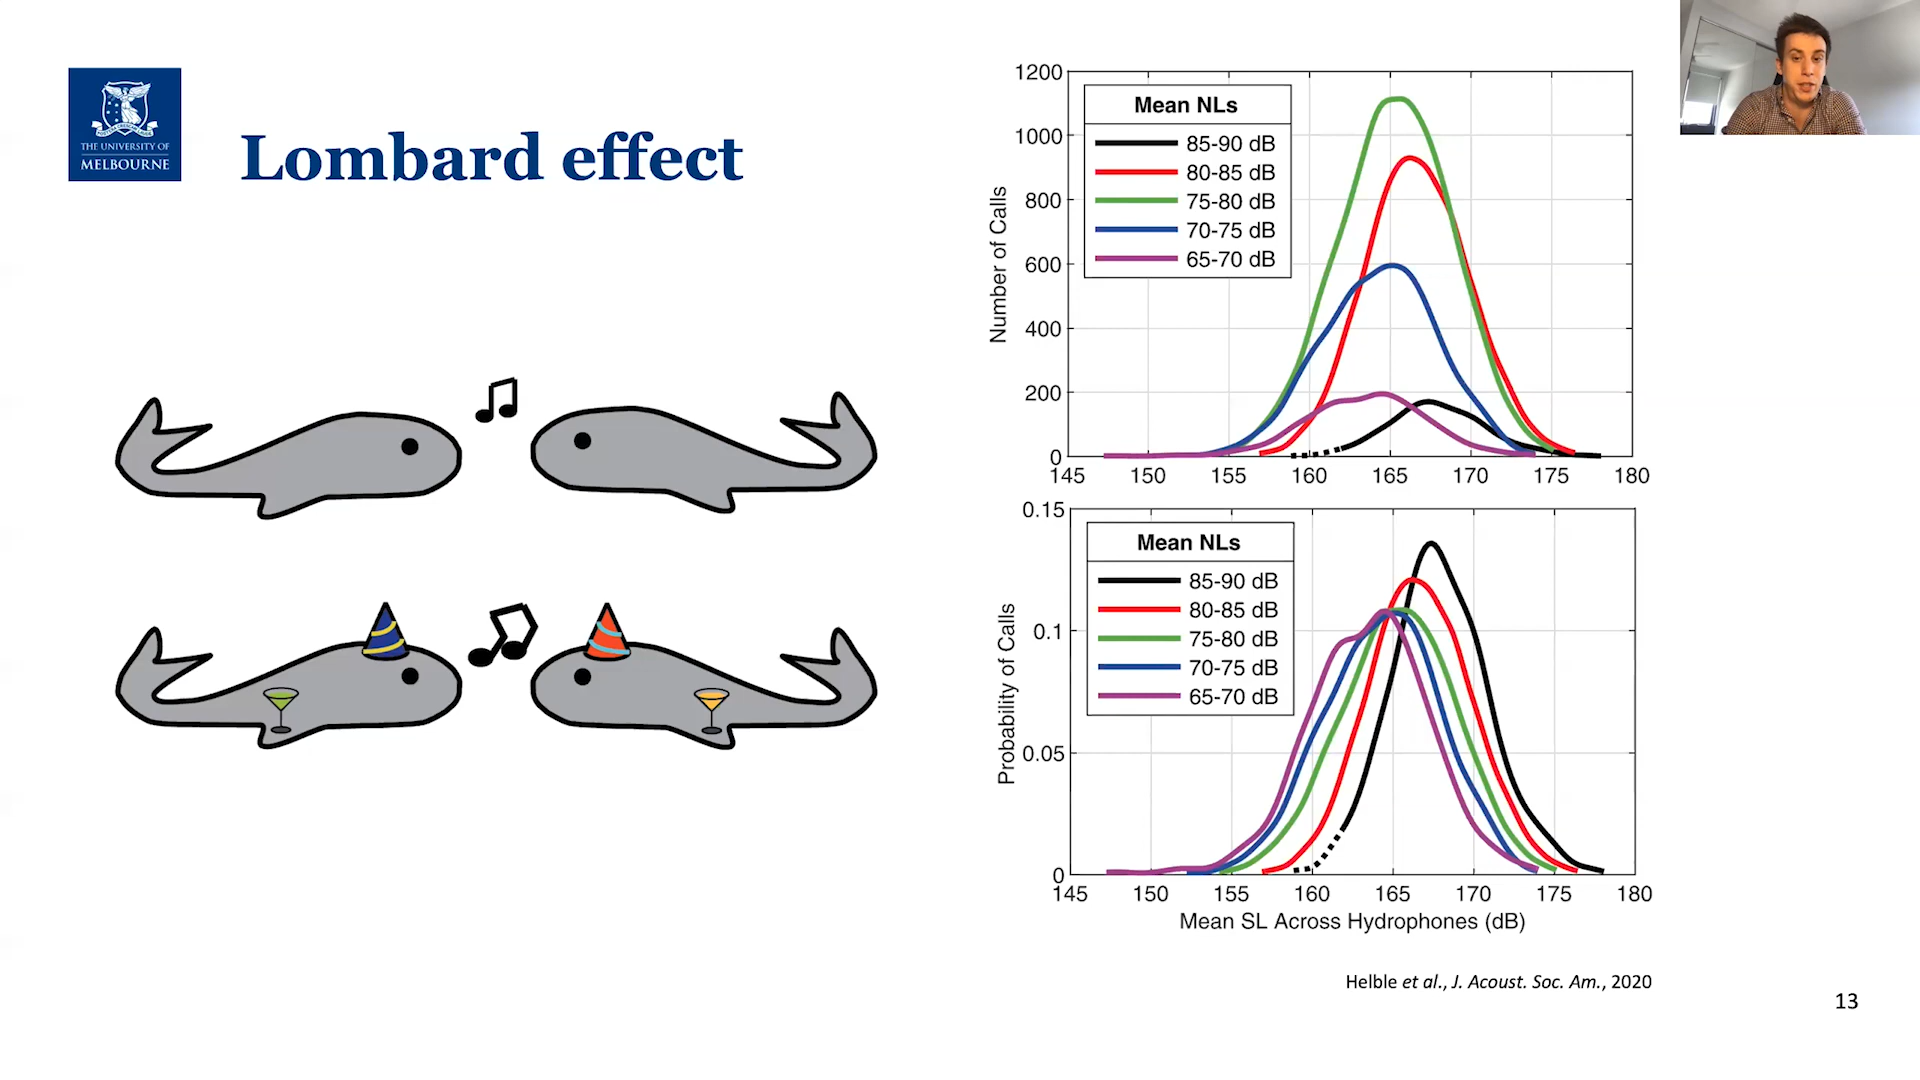 THE UNIVERSITY OF
MELBOURNE
Lombard effect
1200
1000
800
600
400
200
0
Number of Calls
Mean NLs
85-90 dB
80-85 dB
75-80 dB
70-75 dB
65-70 dB
145 150 155 160 165 170 175 180
0.15
0.1
0.05
0
Probability of Calls
Mean NLs
85-90 dB
80-85 dB
75-80 dB
70-75 dB
65-70 dB
145 150 155 160 165 170 175 180
Mean SL Across Hydrophones (dB)
Helble et al., J. Acoust. Soc. Am., 2020
13